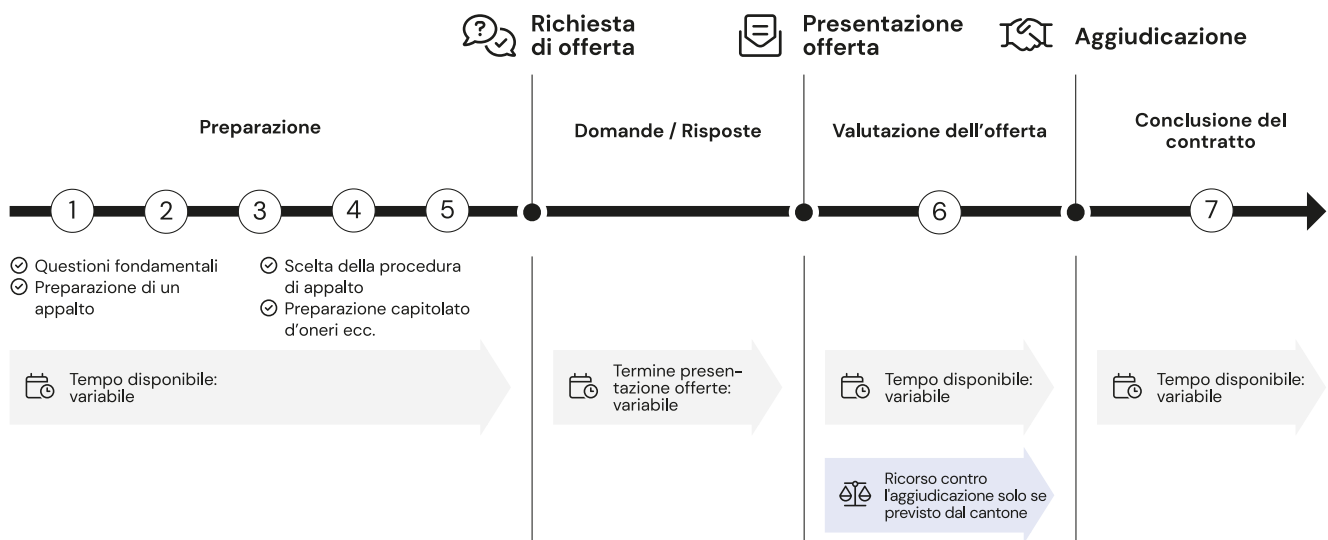 Richiesta
di offerta
Presentazione
offerta
Aggiudicazione
Preparazione
Domande / Risposte
Valutazione dell'offerta
Conclusione del
contratto
1
2
3
4
5
6
7
Questioni fondamentali
Preparazione di un
appalto
Scelta della procedura
di appalto
Preparazione capitolato
d'oneri ecc.
Tempo disponibile:
variabile
Termine presen-
tazione offerte:
variabile
Tempo disponibile:
variabile
Tempo disponibile:
variabile
Ricorso contro
l'aggiudicazione solo se
previsto dal cantone